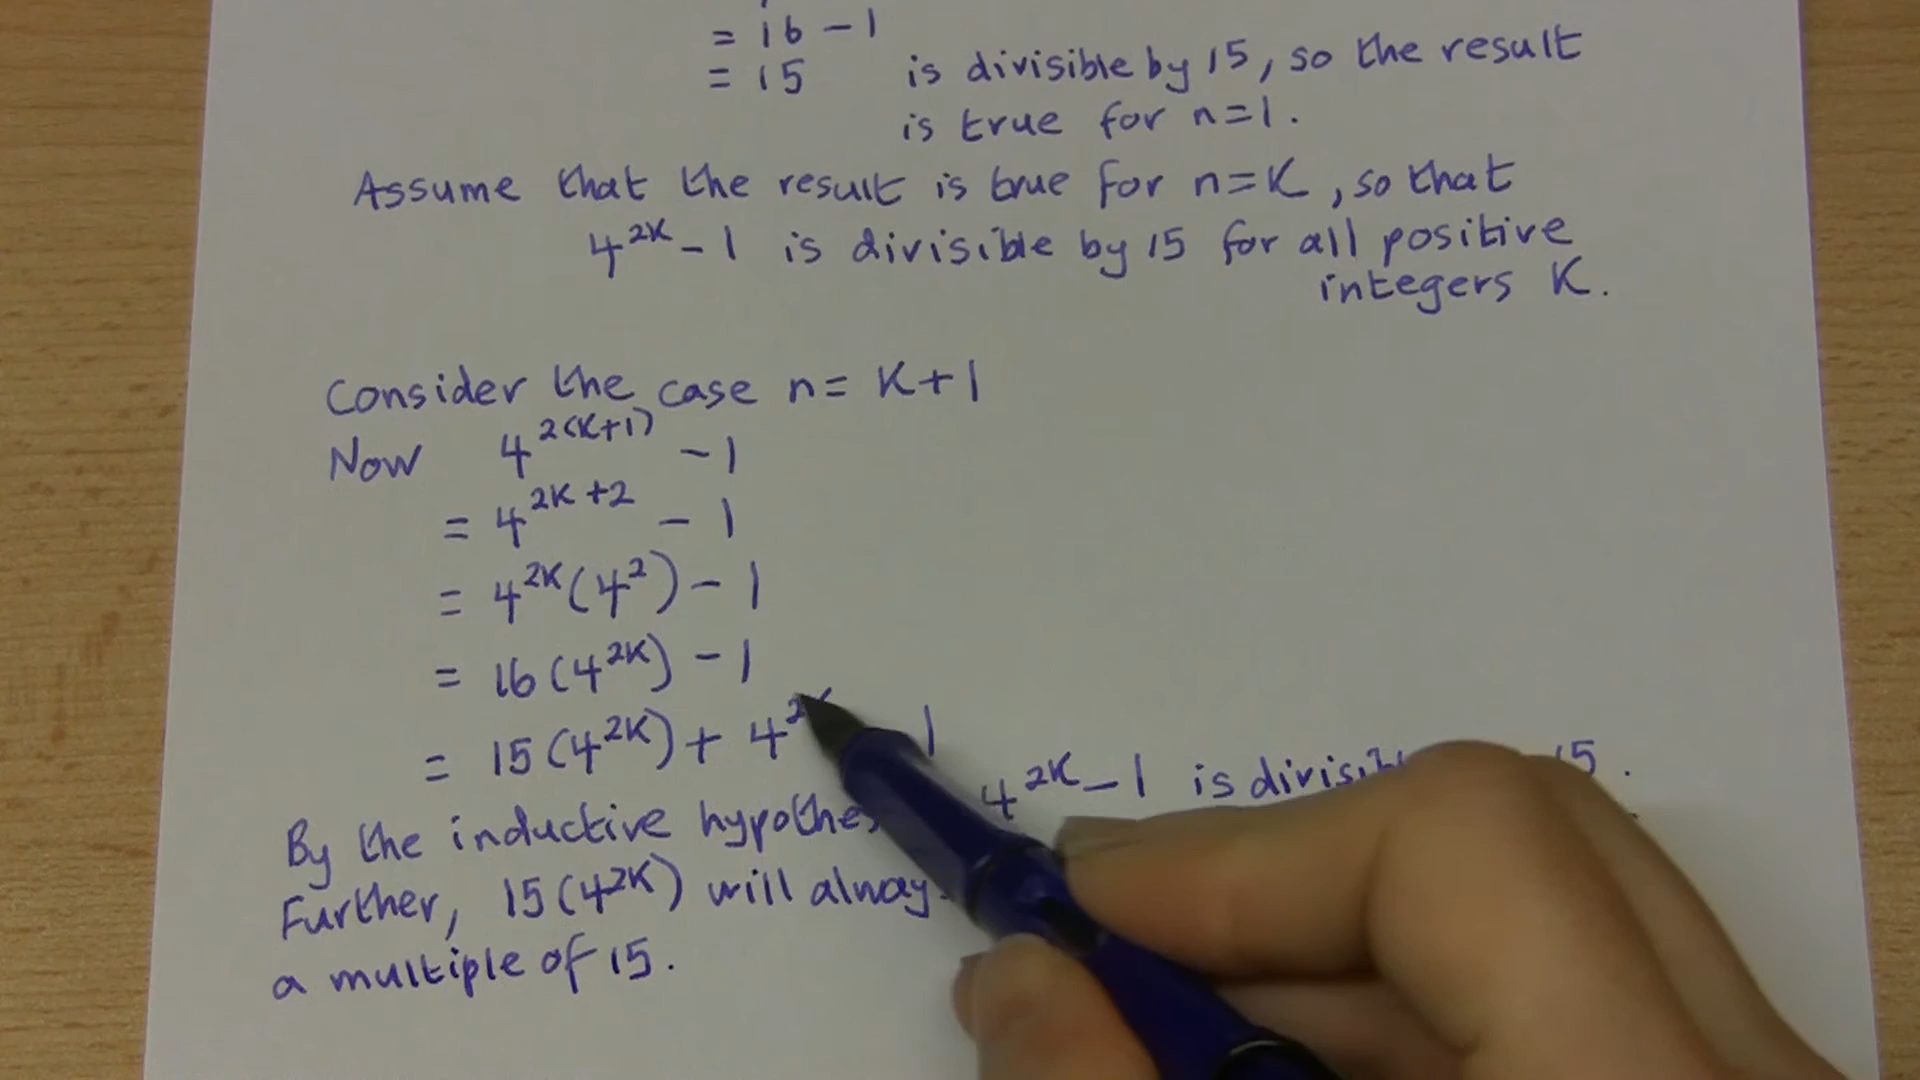 = 16 - 1
= 15 is divisible by 15, so the result
is true for n=1.
Assume that the result is true for n=K, so that
4^{2K} - 1 is divisible by 15 for all positive
integers K.
Consider the case n= K+1
Now 4^{2(K+1)} - 1
= 4^{2K+2} - 1
= 4^{2K}(4^2) - 1
= 16(4^{2K}) - 1
= 15(4^{2K}) + 4 1
By the inductive 4^{2K} - 1 is 15.
Further, 15(4^{2K}) will
a multiple of 15.